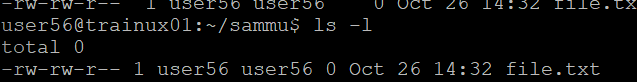 -rw-rw-r-- 1 user56 user56 0 Oct 26 14:32 file.tx
user56@trainux01:~/sammu$ ls -l
total 0
-rw-rw-r-- 1 user56 user56 0 Oct 26 14:32 file.txt